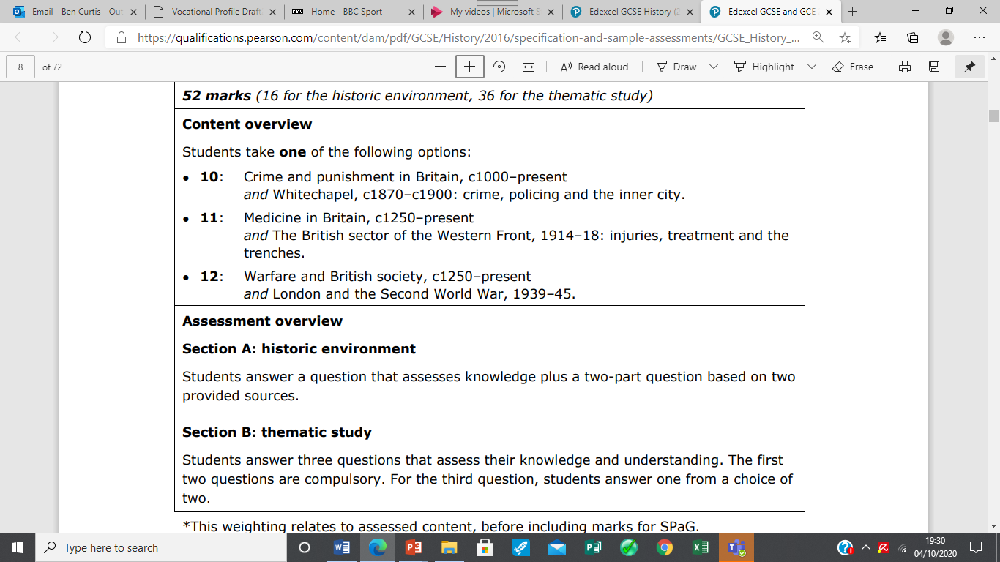 Email - Ben Curtis - Out
Vocational Profile Draft.
BBC Home - BBC Sport
My videos | Microsoft S
Edexcel GCSE History (2
Edexcel GCSE and GCE
https://qualifications.pearson.com/content/dam/pdf/GCSE/History/2016/specification-and-sample-assessments/GCSE_History_...
8 of 72
Read aloud
Draw
Highlight
Erase
52 marks (16 for the historic environment, 36 for the thematic study)
Content overview
Students take one of the following options:
• 10: Crime and punishment in Britain, c1000–present
and Whitechapel, c1870–c1900: crime, policing and the inner city.
• 11: Medicine in Britain, c1250–present
and The British sector of the Western Front, 1914–18: injuries, treatment and the
trenches.
• 12: Warfare and British society, c1250–present
and London and the Second World War, 1939–45.
Assessment overview
Section A: historic environment
Students answer a question that assesses knowledge plus a two-part question based on two
provided sources.
Section B: thematic study
Students answer three questions that assess their knowledge and understanding. The first
two questions are compulsory. For the third question, students answer one from a choice of
two.
*This weighting relates to assessed content, before including marks for SPaG.
Type here to search
19:30
04/10/2020